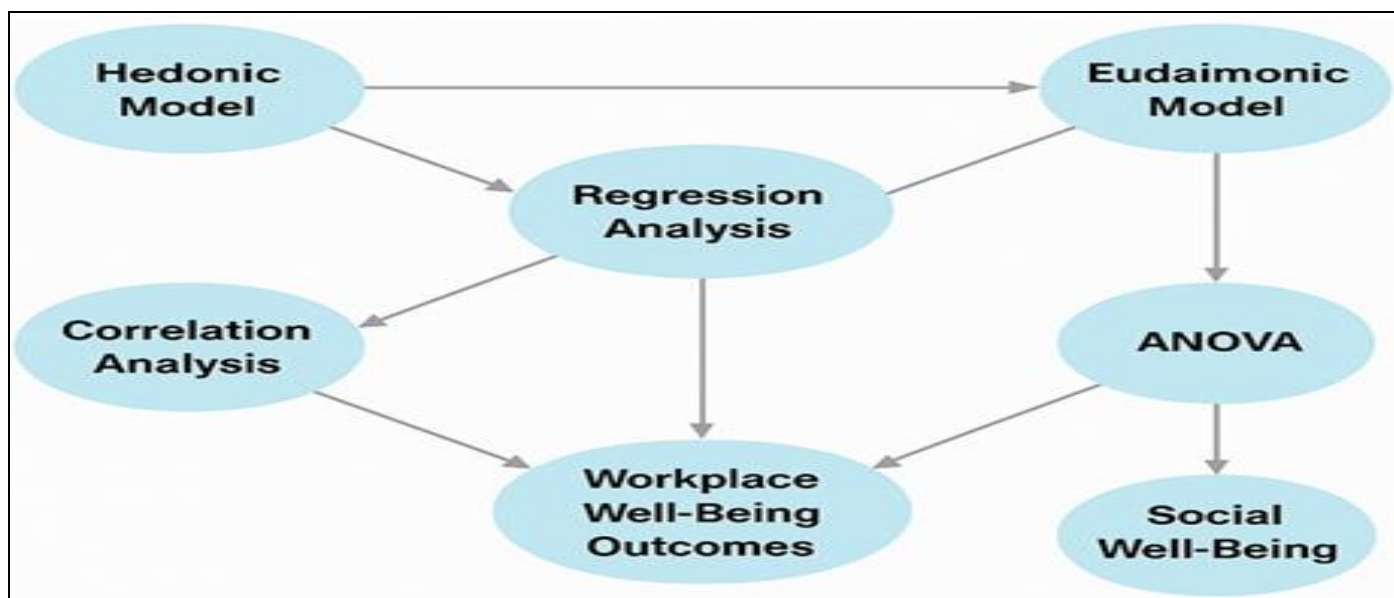 Hedonic
Model
Eudaimonic
Model
Regression
Analysis
Correlation
Analysis
ANOVA
Workplace
Well-Being
Outcomes
Social
Well-Being